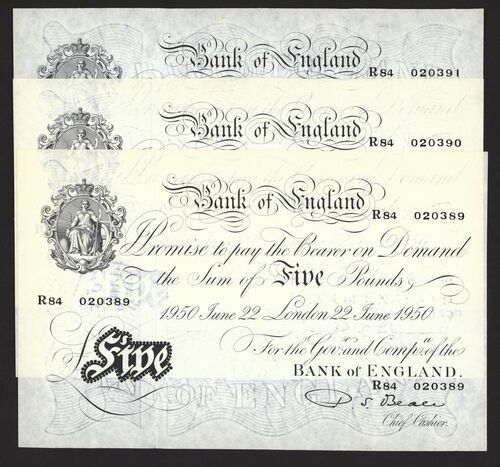 Bank of England
R84 020391
Bank of England
R84 020390
Bank of England
R84 020389
I Promise to pay the Bearer on Demand
the Sum of Five Pounds
R84 020389
1950 June 22 London 22 June 1950
For the Govr. and Compa. of the
£Five
BANK OF ENGLAND.
R84 020389
P. S. Beale
Chief Cashier.